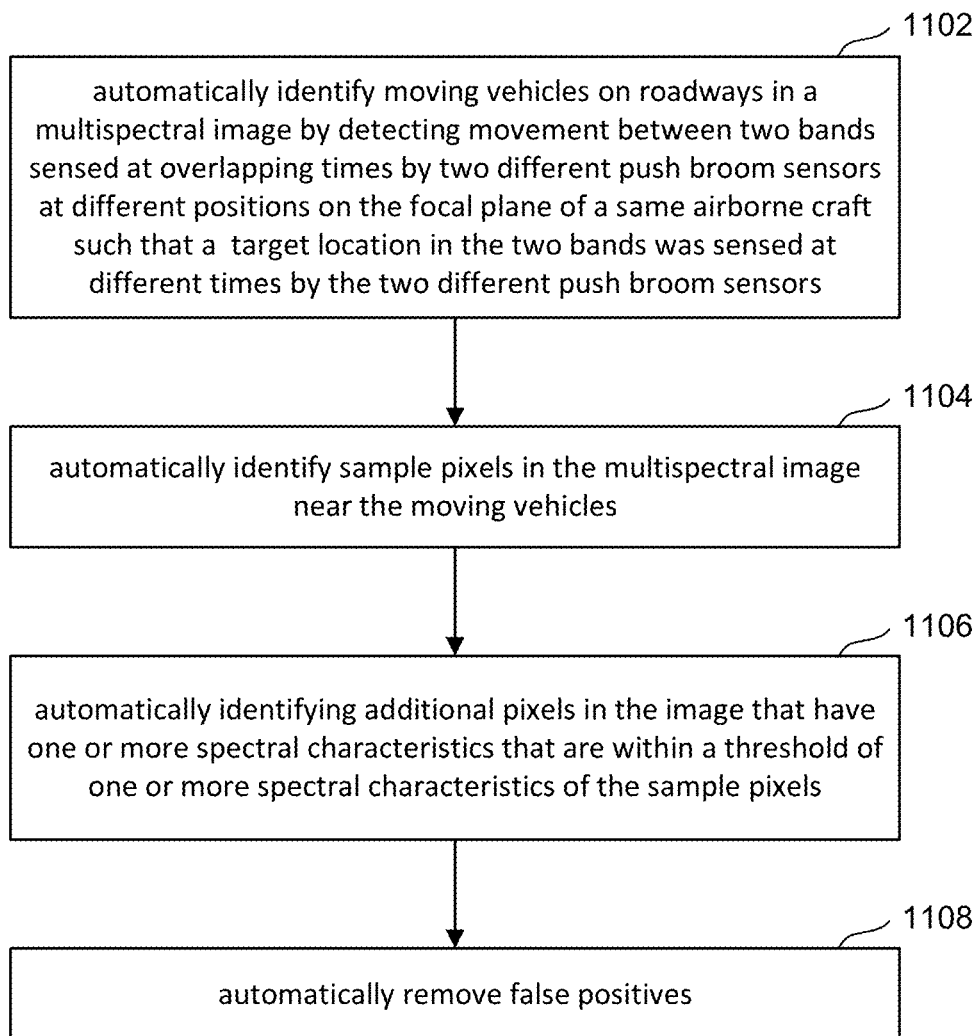 1102
automatically identify moving vehicles on roadways in a
multispectral image by detecting movement between two bands
sensed at overlapping times by two different push broom sensors
at different positions on the focal plane of a same airborne craft
such that a target location in the two bands was sensed at
different times by the two different push broom sensors
1104
automatically identify sample pixels in the multispectral image
near the moving vehicles
1106
automatically identifying additional pixels in the image that have
one or more spectral characteristics that are within a threshold of
one or more spectral characteristics of the sample pixels
1108
automatically remove false positives